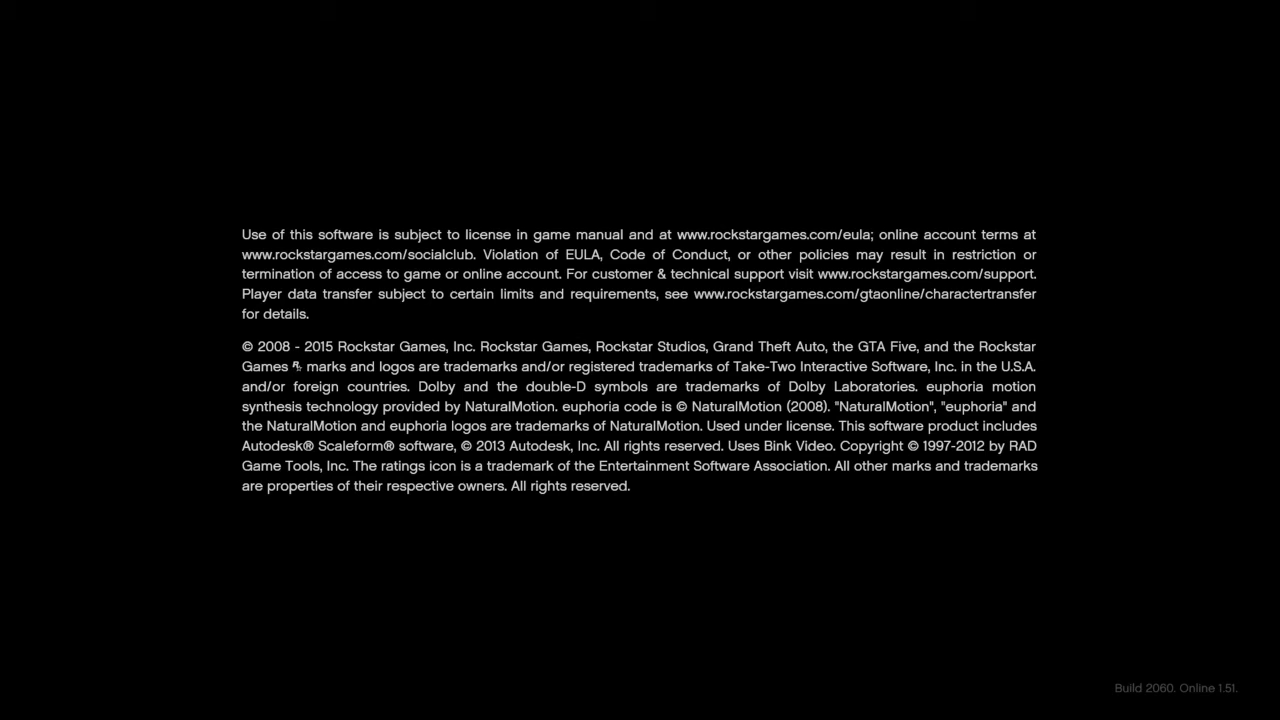 Use of this software is subject to license in game manual and at www.rockstargames.com/eula; online account terms at
www.rockstargames.com/socialclub. Violation of EULA, Code of Conduct, or other policies may result in restriction or
termination of access to game or online account. For customer & technical support visit www.rockstargames.com/support.
Player data transfer subject to certain limits and requirements, see www.rockstargames.com/gtaonline/charactertransfer
for details.
© 2008 - 2015 Rockstar Games, Inc. Rockstar Games, Rockstar Studios, Grand Theft Auto, the GTA Five, and the Rockstar
Games R* marks and logos are trademarks and/or registered trademarks of Take-Two Interactive Software, Inc. in the U.S.A.
and/or foreign countries. Dolby and the double-D symbols are trademarks of Dolby Laboratories. euphoria motion
synthesis technology provided by NaturalMotion. euphoria code is © NaturalMotion (2008). "NaturalMotion", "euphoria" and
the NaturalMotion and euphoria logos are trademarks of NaturalMotion. Used under license. This software product includes
Autodesk® Scaleform® software, © 2013 Autodesk, Inc. All rights reserved. Uses Bink Video. Copyright © 1997-2012 by RAD
Game Tools, Inc. The ratings icon is a trademark of the Entertainment Software Association. All other marks and trademarks
are properties of their respective owners. All rights reserved.
Build 2060. Online 1.51.